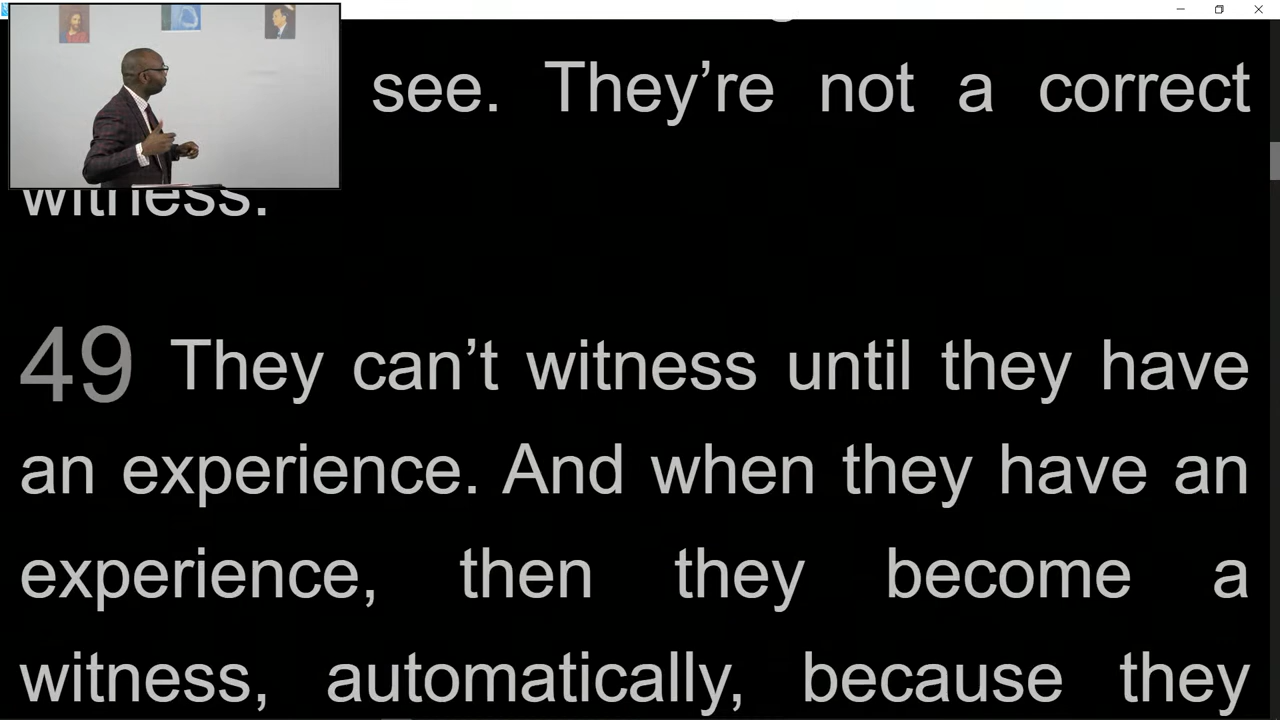 see. They’re not a correct
witness.
49 They can’t witness until they have
an experience. And when they have an
experience, then they become a
witness, automatically, because they